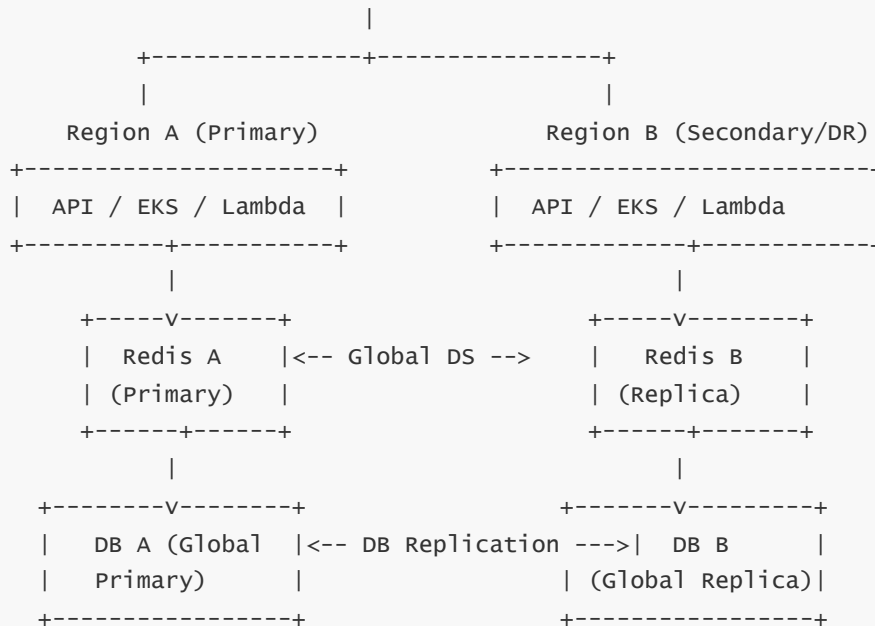 |
+---------------+----------------+
| |
Region A (Primary) Region B (Secondary/DR)
+----------------------+ +-------------------------+
| API / EKS / Lambda | | API / EKS / Lambda
+----------+-----------+ +-------------+------------+
| |
+-----v-------+ +-----v--------+
| Redis A |<-- Global DS --> | Redis B |
| (Primary) | | (Replica) |
+------+------+ +------+-------+
| |
+--------v--------+ +-------v---------+
| DB A (Global |<-- DB Replication --->| DB B |
| Primary) | | (Global Replica)|
+-----------------+ +-----------------+